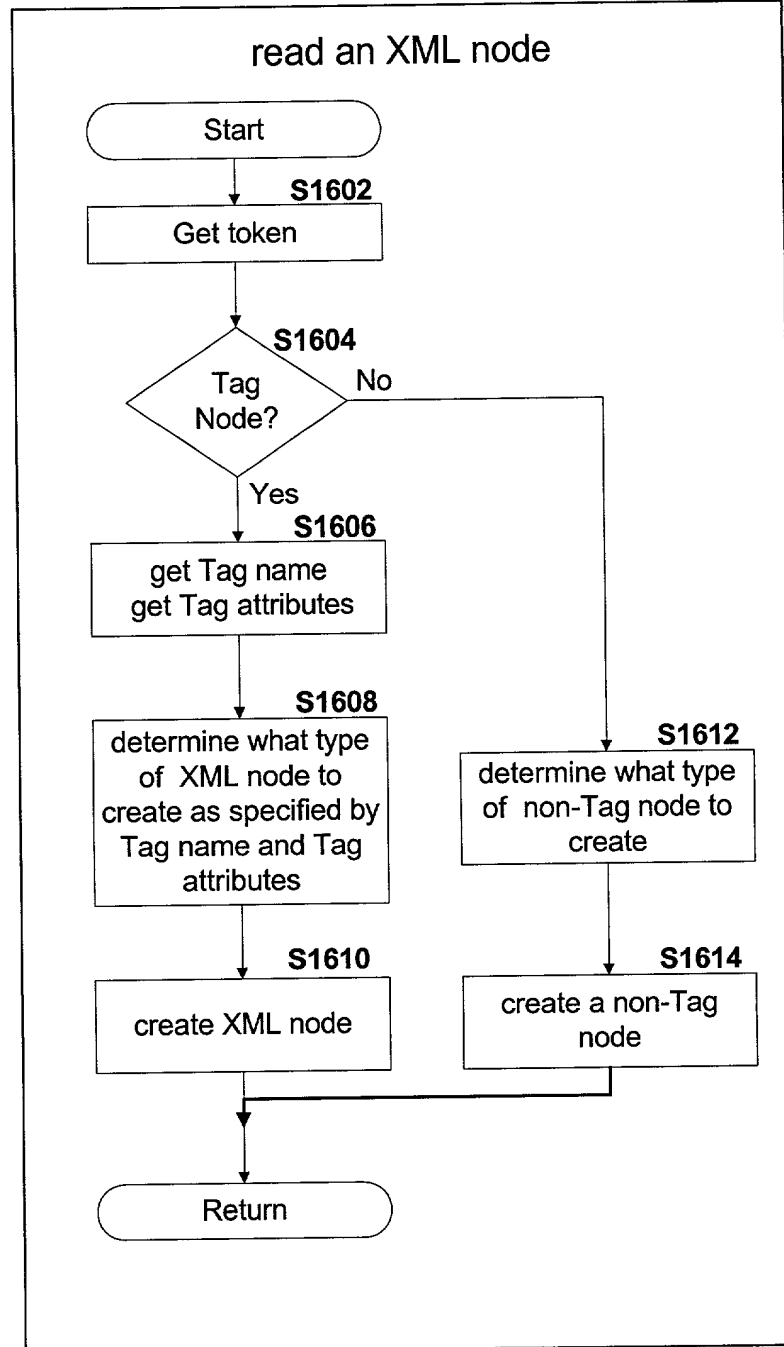 read an XML node
Start
S1602
Get token
S1604
Tag
Node?
No
Yes
S1606
get Tag name
get Tag attributes
S1608
determine what type
of XML node to
create as specified by
Tag name and Tag
attributes
S1612
determine what type
of non-Tag node to
create
S1610
create XML node
S1614
create a non-Tag
node
Return